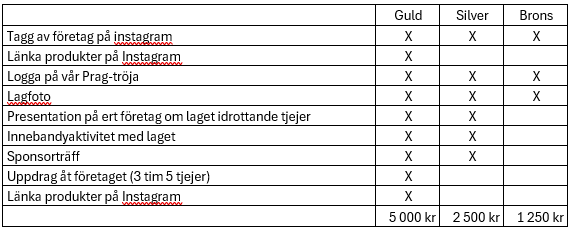 Guld Silver Brons
Tagg av företag på instagram X X X
Länka produkter på Instagram X
Logga på vår Prag-tröja X X X
Lagfoto X X X
Presentation på ert företag om laget idrottande tjejer X X
Innebandyaktivitet med laget X X
Sponsorträff X X
Uppdrag åt företaget (3 tim 5 tjejer) X
Länka produkter på Instagram X
5 000 kr 2 500 kr 1 250 kr